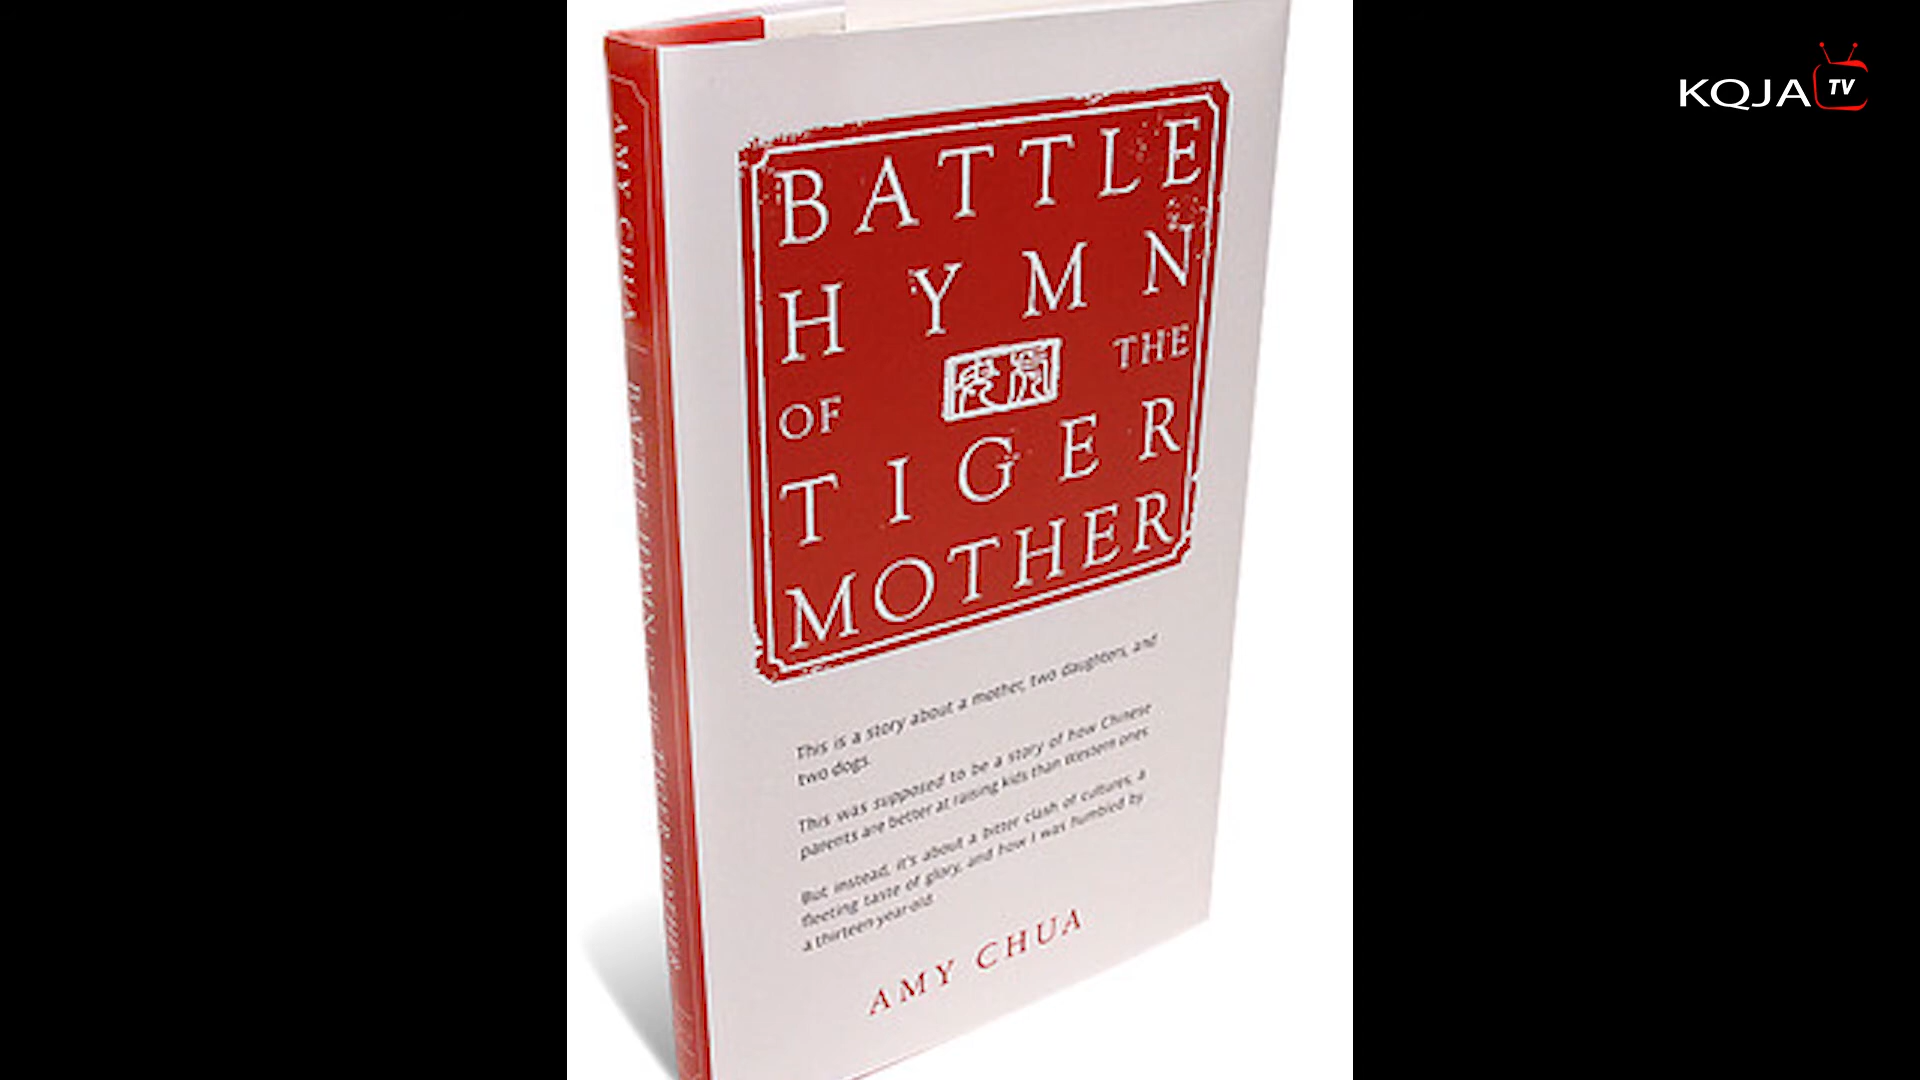 KQJA TV
AMY CHUA BATTLE HYMN OF THE TIGER MOTHER
BATTLE
HYMN
OF THE
TIGER
MOTHER
This is a story about a mother, two daughters, and
two dogs.
This was supposed to be a story of how Chinese
parents are better at raising kids than Western ones.
But instead, it's about a bitter clash of cultures, a
fleeting taste of glory, and how I was humbled by
a thirteen-year-old.
AMY CHUA